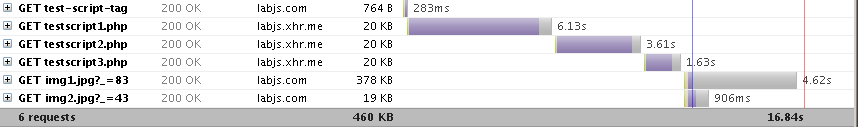 GET test-script-tag 200 OK labjs.com 764 B 283ms
GET testscript1.php 200 OK labjs.xhr.me 20 KB 6.13s
GET testscript2.php 200 OK labjs.xhr.me 20 KB 3.61s
GET testscript3.php 200 OK labjs.xhr.me 20 KB 1.63s
GET img1.jpg?_=83 200 OK labjs.com 378 KB 4.62s
GET img2.jpg?_=43 200 OK labjs.com 19 KB 906ms
6 requests 460 KB 16.84s